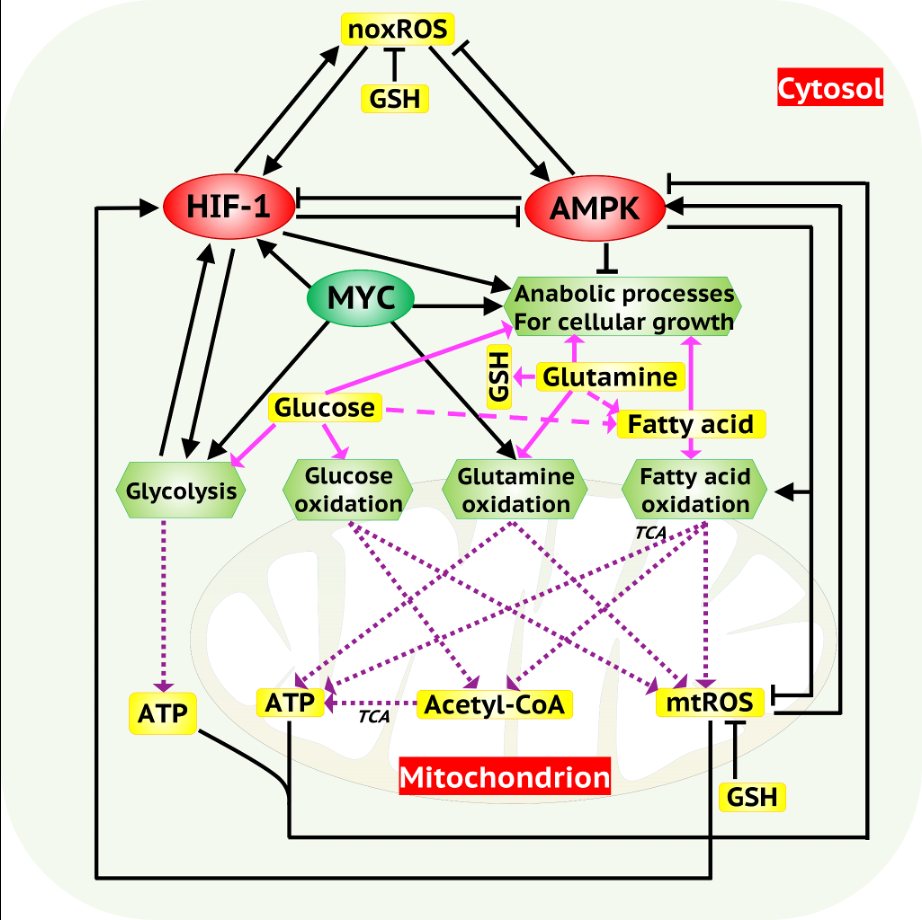 noxROS
Cytosol
GSH
HIF-1
AMPK
MYC
Anabolic processes
For cellular growth
GSH
Glutamine
Glucose
Fatty acid
Glycolysis
Glucose
oxidation
Glutamine
oxidation
Fatty acid
oxidation
TCA
ATP
ATP
TCA
Acetyl-CoA
mtROS
Mitochondrion
GSH